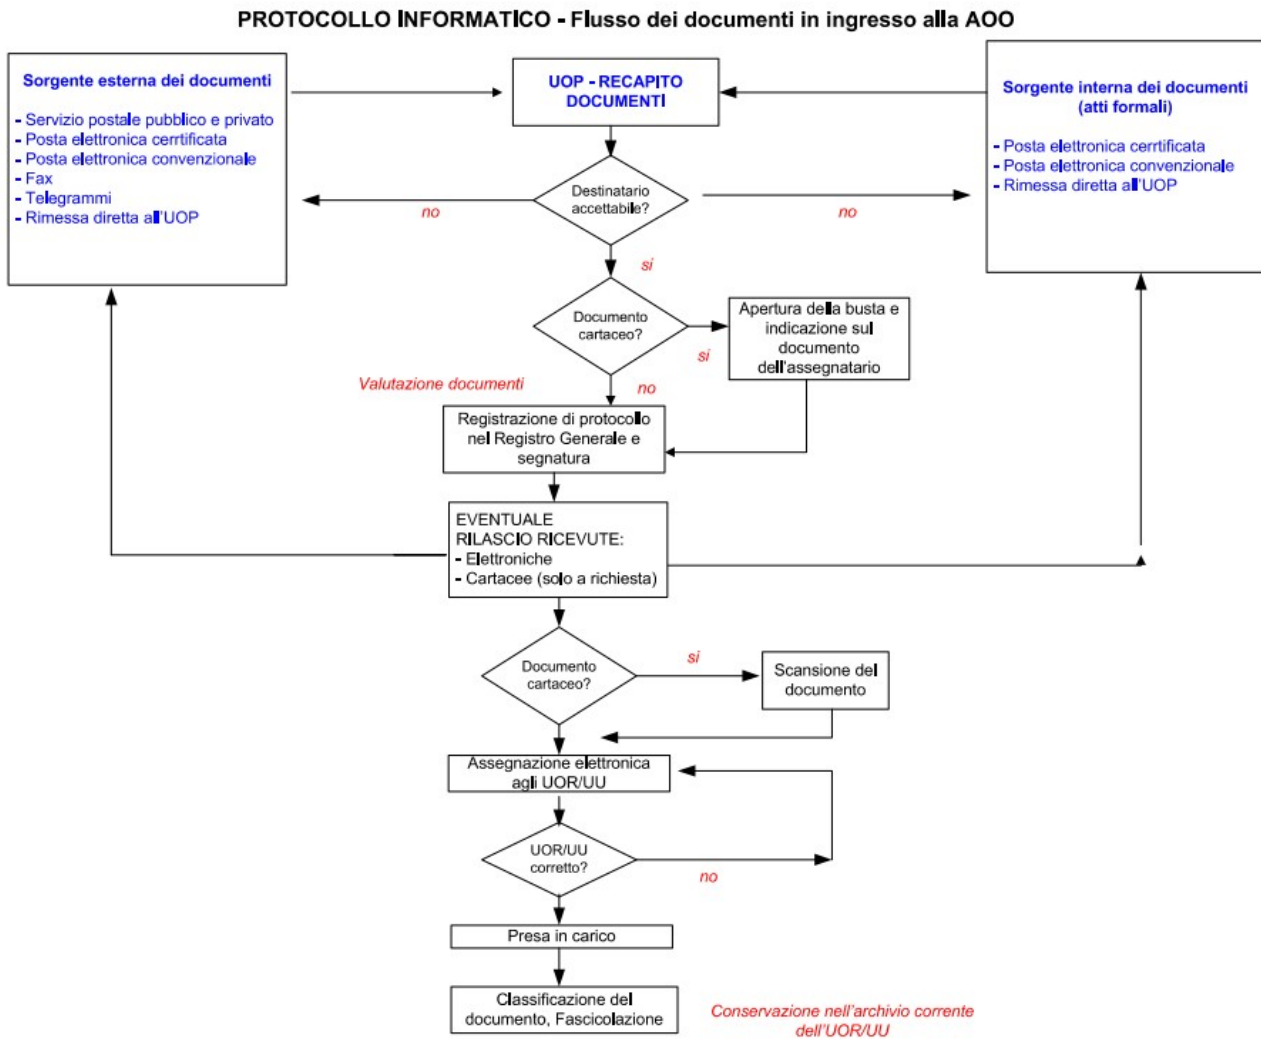 PROTOCOLLO INFORMATICO - Flusso dei documenti in ingresso alla AOO
Sorgente esterna dei documenti
- Servizio postale pubblico e privato
- Posta elettronica cerrtificata
- Posta elettronica convenzionale
- Fax
- Telegrammi
- Rimessa diretta all'UOP
UOP - RECAPITO
DOCUMENTI
Sorgente interna dei documenti
(atti formali)
- Posta elettronica cerrtificata
- Posta elettronica convenzionale
- Rimessa diretta all'UOP
Destinatario
accettabile?
no
no
sí
Documento
cartaceo?
sí
Apertura della busta e
indicazione sul
documento
dell'assegnatario
Valutazione documenti
no
Registrazione di protocollo
nel Registro Generale e
segnatura
EVENTUALE
RILASCIO RICEVUTE:
- Elettroniche
- Cartacee (solo a richiesta)
Documento
cartaceo?
sí
Scansione del
documento
Assegnazione elettronica
agli UOR/UU
UOR/UU
corretto?
no
Presa in carico
Classificazione del
documento, Fascicolazione
Conservazione nell'archivio corrente
dell'UOR/UU